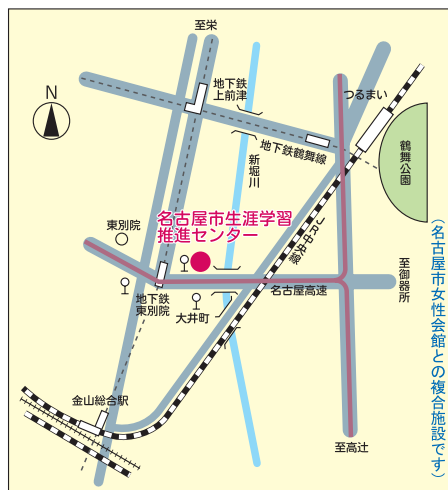 至栄
地下鉄
上前津
つるまい
N
地下鉄鶴舞線
鶴舞公園
新堀川
東別院
名古屋市生涯学習
推進センター
JR中央線
至御器所
地下鉄
東別院
大井町
名古屋高速
金山総合駅
至高辻
(名古屋市女性会館との複合施設です)